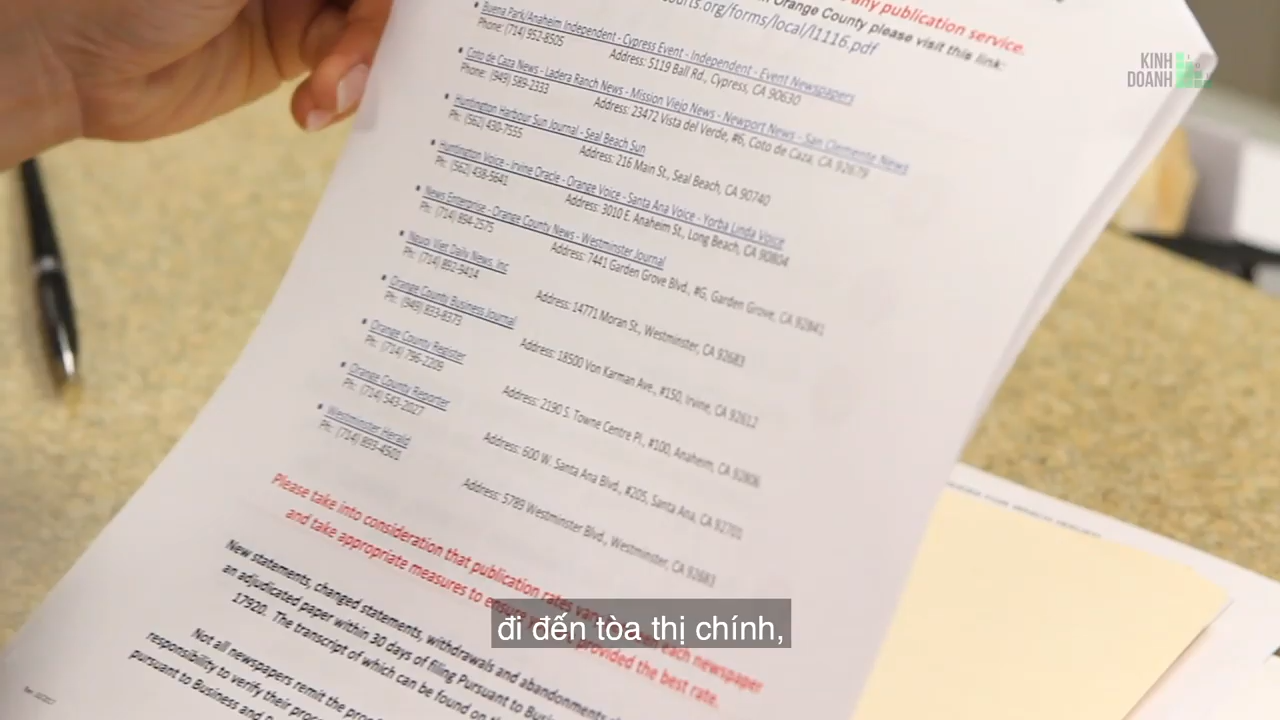 any publication service.
in Orange County please visit this link:
courts.org/forms/local/l1116.pdf
KINH
DOANH
• Buena Park/Anaheim Independent - Cypress Event - Independent - Event Newspapers
Phone: (714) 952-8505 Address: 5119 Ball Rd., Cypress, CA 90630
• Coto de Caza News - Ladera Ranch News - Mission Viejo News - Newport News - San Clemente News
Phone: (949) 589-2333 Address: 23472 Vista del Verde, #6, Coto de Caza, CA 92679
• Huntington Harbour Sun Journal - Seal Beach Sun
Ph: (562) 430-7555 Address: 216 Main St., Seal Beach, CA 90740
• Huntington Voice - Irvine Oracle - Orange Voice - Santa Ana Voice - Yorba Linda Voice
Ph: (562) 438-5641 Address: 3010 E. Anaheim St., Long Beach, CA 90804
• News Enterprise - Orange County News - Westminster Journal
Ph: (714) 894-2575 Address: 7441 Garden Grove Blvd., #G, Garden Grove, CA 92841
• Nguoi Viet Daily News, Inc
Ph: (714) 892-9414 Address: 14771 Moran St., Westminster, CA 92683
• Orange County Business Journal
Ph: (949) 833-8373 Address: 18500 Von Karman Ave., #150, Irvine, CA 92612
• Orange County Register
Ph: (714) 796-2209 Address: 2190 S. Towne Centre Pl., #100, Anaheim, CA 92806
• Orange County Reporter
Ph: (714) 543-2027 Address: 600 W. Santa Ana Blvd., #205, Santa Ana, CA 92701
• Westminster Herald
Ph: (714) 893-4501 Address: 5789 Westminster Blvd., Westminster, CA 92683
Please take into consideration that publication rates each newspaper
and take appropriate measures to provided the best rate.
New statements, changed statements, withdrawals and abandonments
an adjudicated paper within 30 days of filing Pursuant to
17920. The transcript of which can be found on
Not all newspapers remit the
responsibility to verify their
pursuant to Business and
đi đến tòa thị chính,